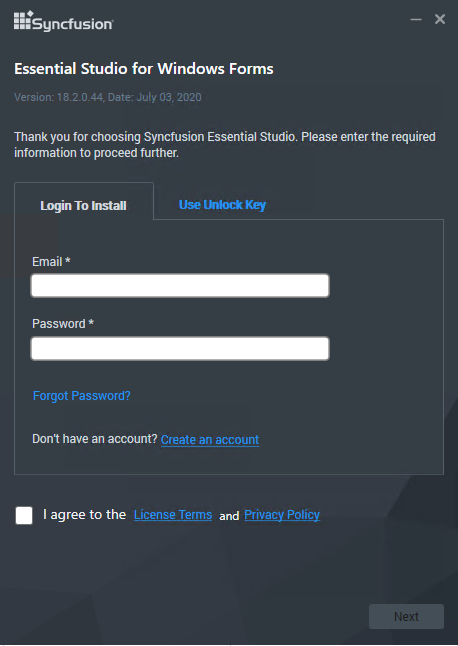 Syncfusion
Essential Studio for Windows Forms
Version: 18.2.0.44, Date: July 03, 2020
Thank you for choosing Syncfusion Essential Studio. Please enter the required
information to proceed further.
Login To Install
Use Unlock Key
Email *
Password *
Forgot Password?
Don't have an account? Create an account
I agree to the License Terms and Privacy Policy
Next